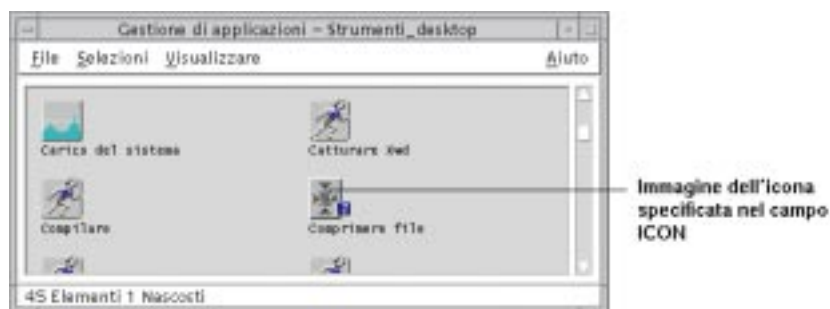 Gestione di applicazioni – Strumenti_desktop
File Selezioni Visualizzare Aiuto
Carica del sistema
Catturare Xwd
Compilare
Comprimere file
Immagine dell'icona
specificata nel campo
ICON
45 Elementi 1 Nascosti